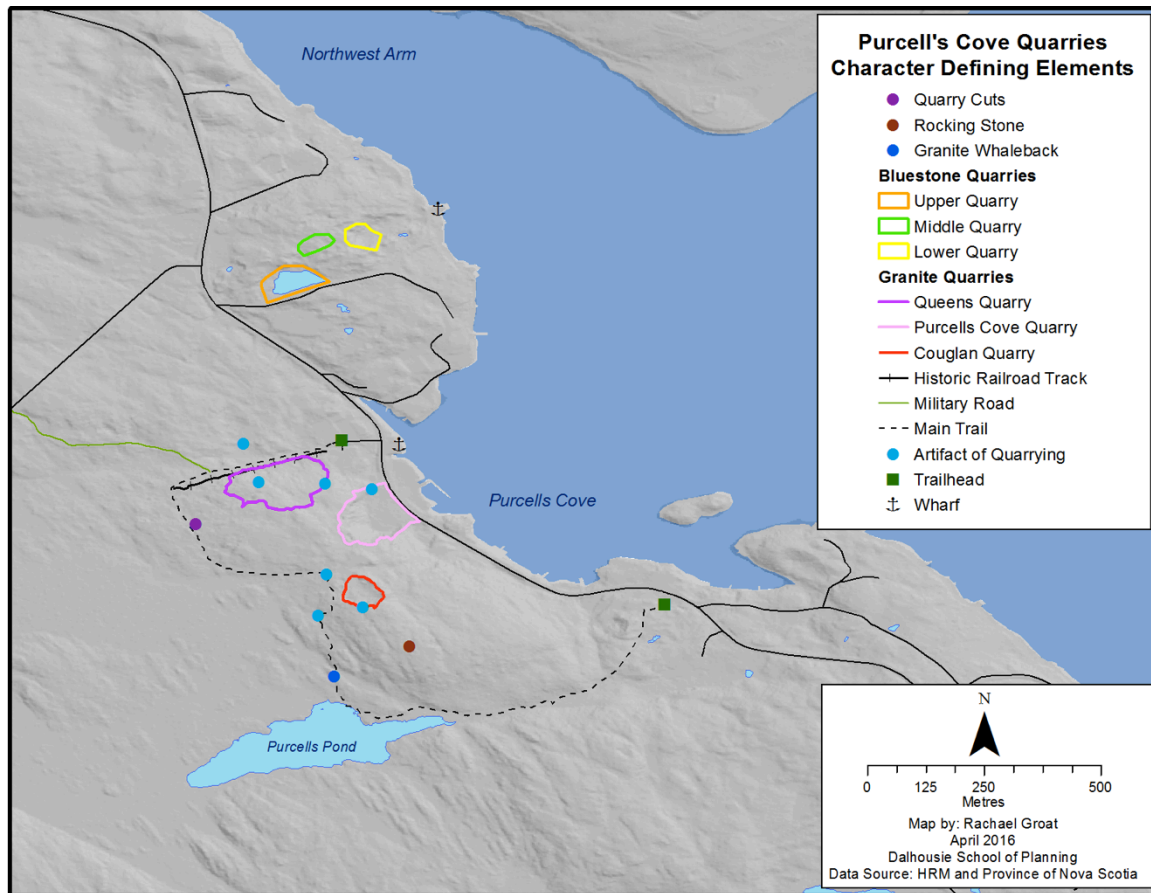 Northwest Arm
Purcells Cove
Purcells Pond
Purcell's Cove Quarries
Character Defining Elements
Quarry Cuts
Rocking Stone
Granite Whaleback
Bluestone Quarries
Upper Quarry
Middle Quarry
Lower Quarry
Granite Quarries
Queens Quarry
Purcells Cove Quarry
Couglan Quarry
Historic Railroad Track
Military Road
Main Trail
Artifact of Quarrying
Trailhead
Wharf
N
0 125 250 500
Metres
Map by: Rachael Groat
April 2016
Dalhousie School of Planning
Data Source: HRM and Province of Nova Scotia